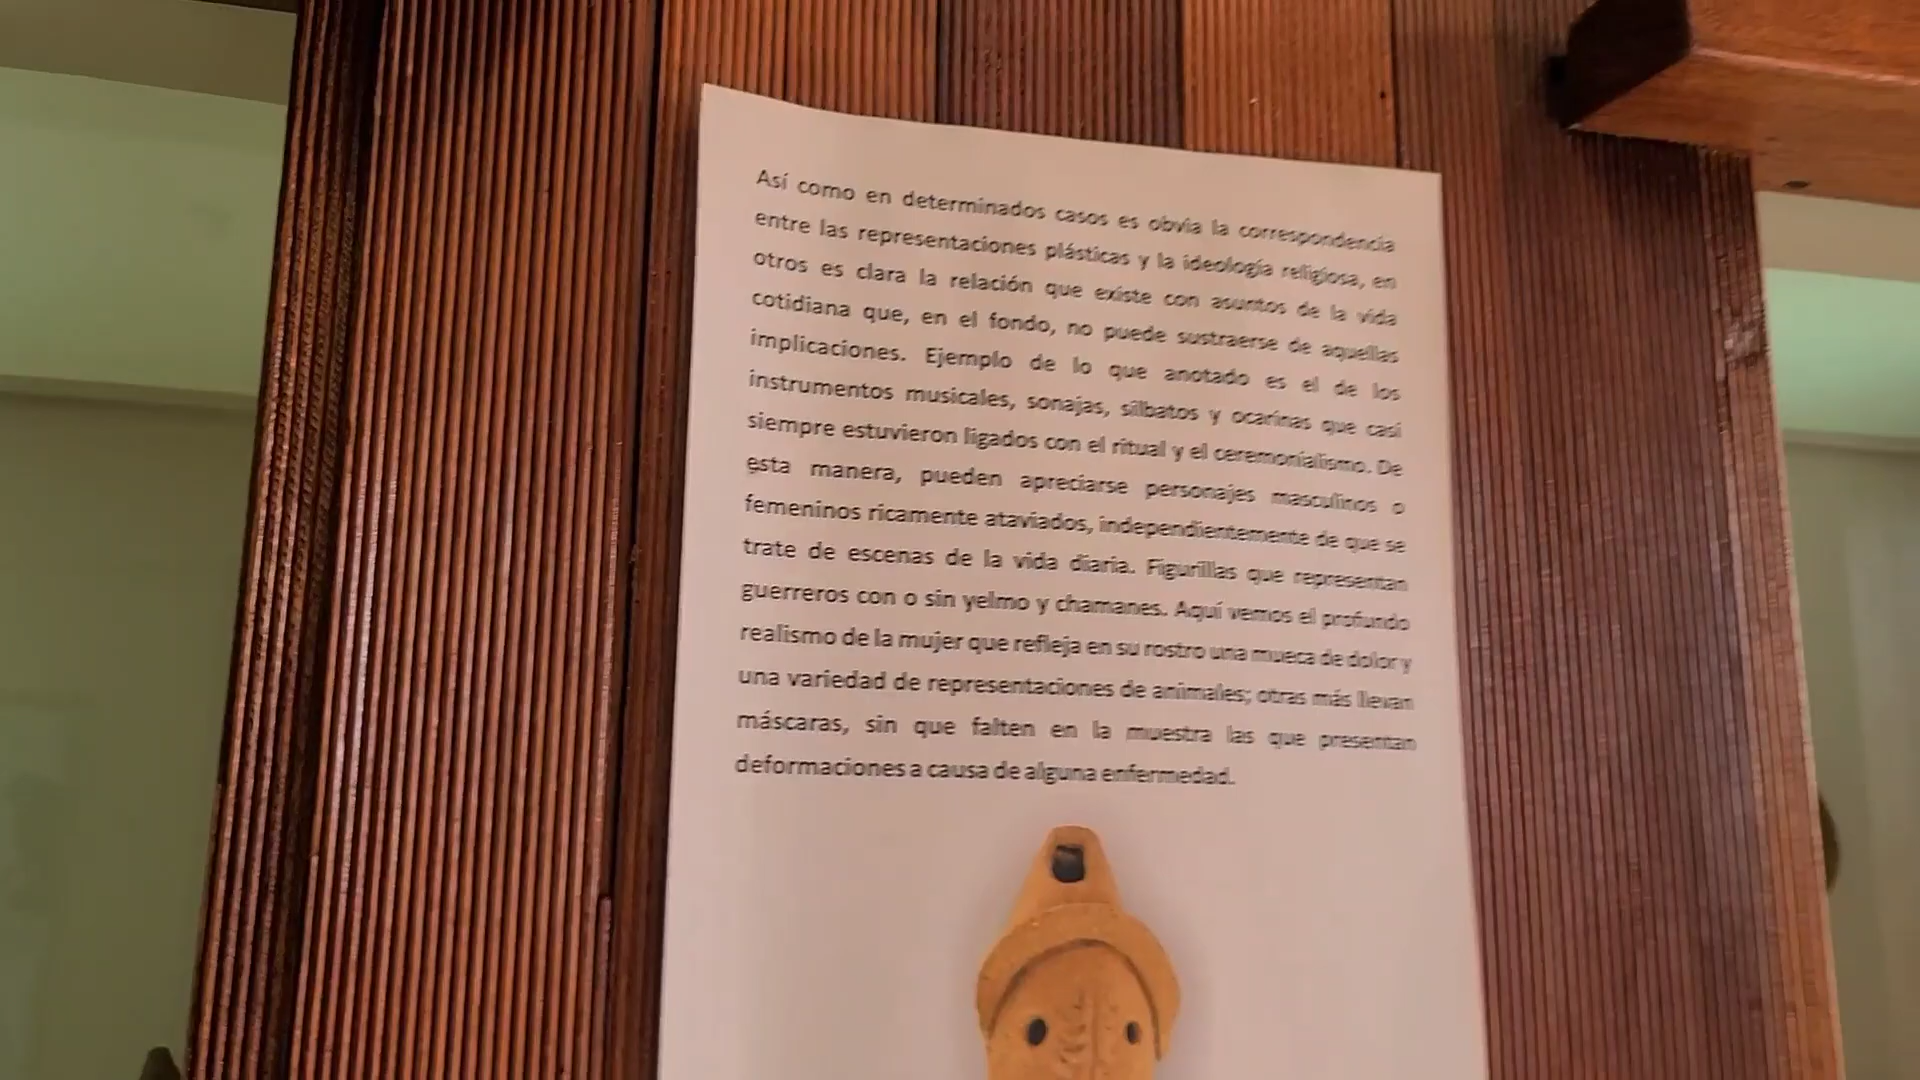 Así como en determinados casos es obvia la correspondencia
entre las representaciones plásticas y la ideología religiosa, en
otros es clara la relación que existe con asuntos de la vida
cotidiana que, en el fondo, no puede sustraerse de aquellas
implicaciones. Ejemplo de lo que anotado es el de los
instrumentos musicales, sonajas, silbatos y ocarinas que casi
siempre estuvieron ligados con el ritual y el ceremonialismo. De
esta manera, pueden apreciarse personajes masculinos o
femeninos ricamente ataviados, independientemente de que se
trate de escenas de la vida diaria. Figurillas que representan
guerreros con o sin yelmo y chamanes. Aquí vemos el profundo
realismo de la mujer que refleja en su rostro una mueca de dolor y
una variedad de representaciones de animales; otras más llevan
máscaras, sin que falten en la muestra las que presentan
deformaciones a causa de alguna enfermedad.